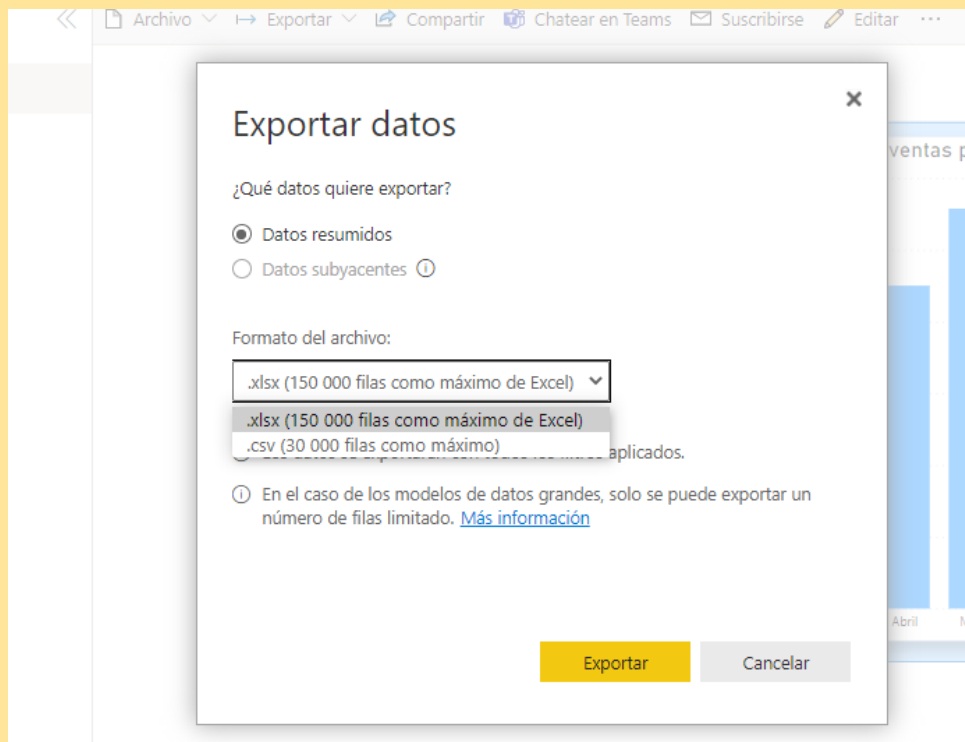 Archivo Exportar Compartir Chatear en Teams Suscribirse Editar ...
Exportar datos
ventas p
¿Qué datos quiere exportar?
Datos resumidos
Datos subyacentes
Formato del archivo:
.xlsx (150 000 filas como máximo de Excel)
.xlsx (150 000 filas como máximo de Excel)
.csv (30 000 filas como máximo)
aplicados.
En el caso de los modelos de datos grandes, solo se puede exportar un
número de filas limitado. Más información
Abril M
Exportar Cancelar